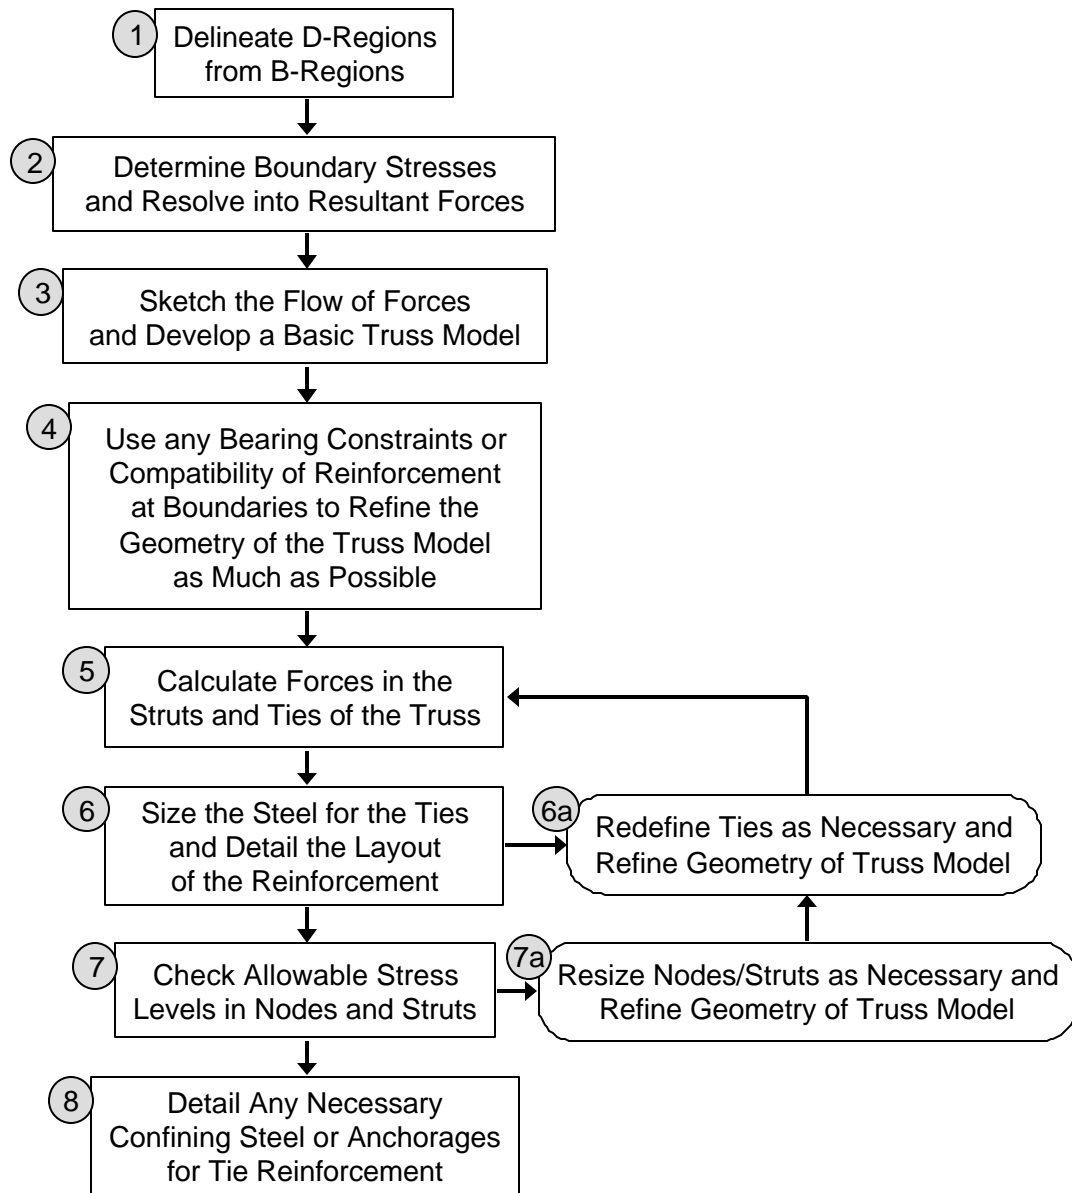 1
Delineate D-Regions
from B-Regions
2
Determine Boundary Stresses
and Resolve into Resultant Forces
3
Sketch the Flow of Forces
and Develop a Basic Truss Model
4
Use any Bearing Constraints or
Compatibility of Reinforcement
at Boundaries to Refine the
Geometry of the Truss Model
as Much as Possible
5
Calculate Forces in the
Struts and Ties of the Truss
6
Size the Steel for the Ties
and Detail the Layout
of the Reinforcement
6a
Redefine Ties as Necessary and
Refine Geometry of Truss Model
7
Check Allowable Stress
Levels in Nodes and Struts
7a
Resize Nodes/Struts as Necessary and
Refine Geometry of Truss Model
8
Detail Any Necessary
Confining Steel or Anchorages
for Tie Reinforcement